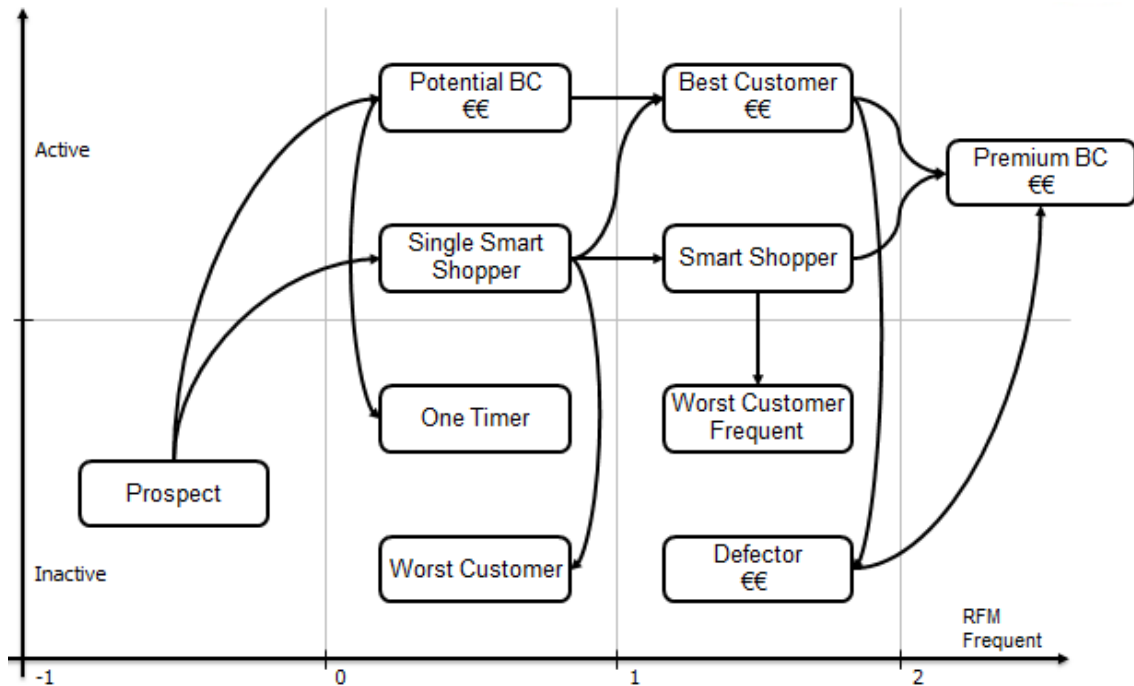 Potential BC
€€
Best Customer
€€
Active
Premium BC
€€
Single Smart
Shopper
Smart Shopper
One Timer
Worst Customer
Frequent
Prospect
Worst Customer
Defector
€€
Inactive
RFM
Frequent
-1
0
1
2